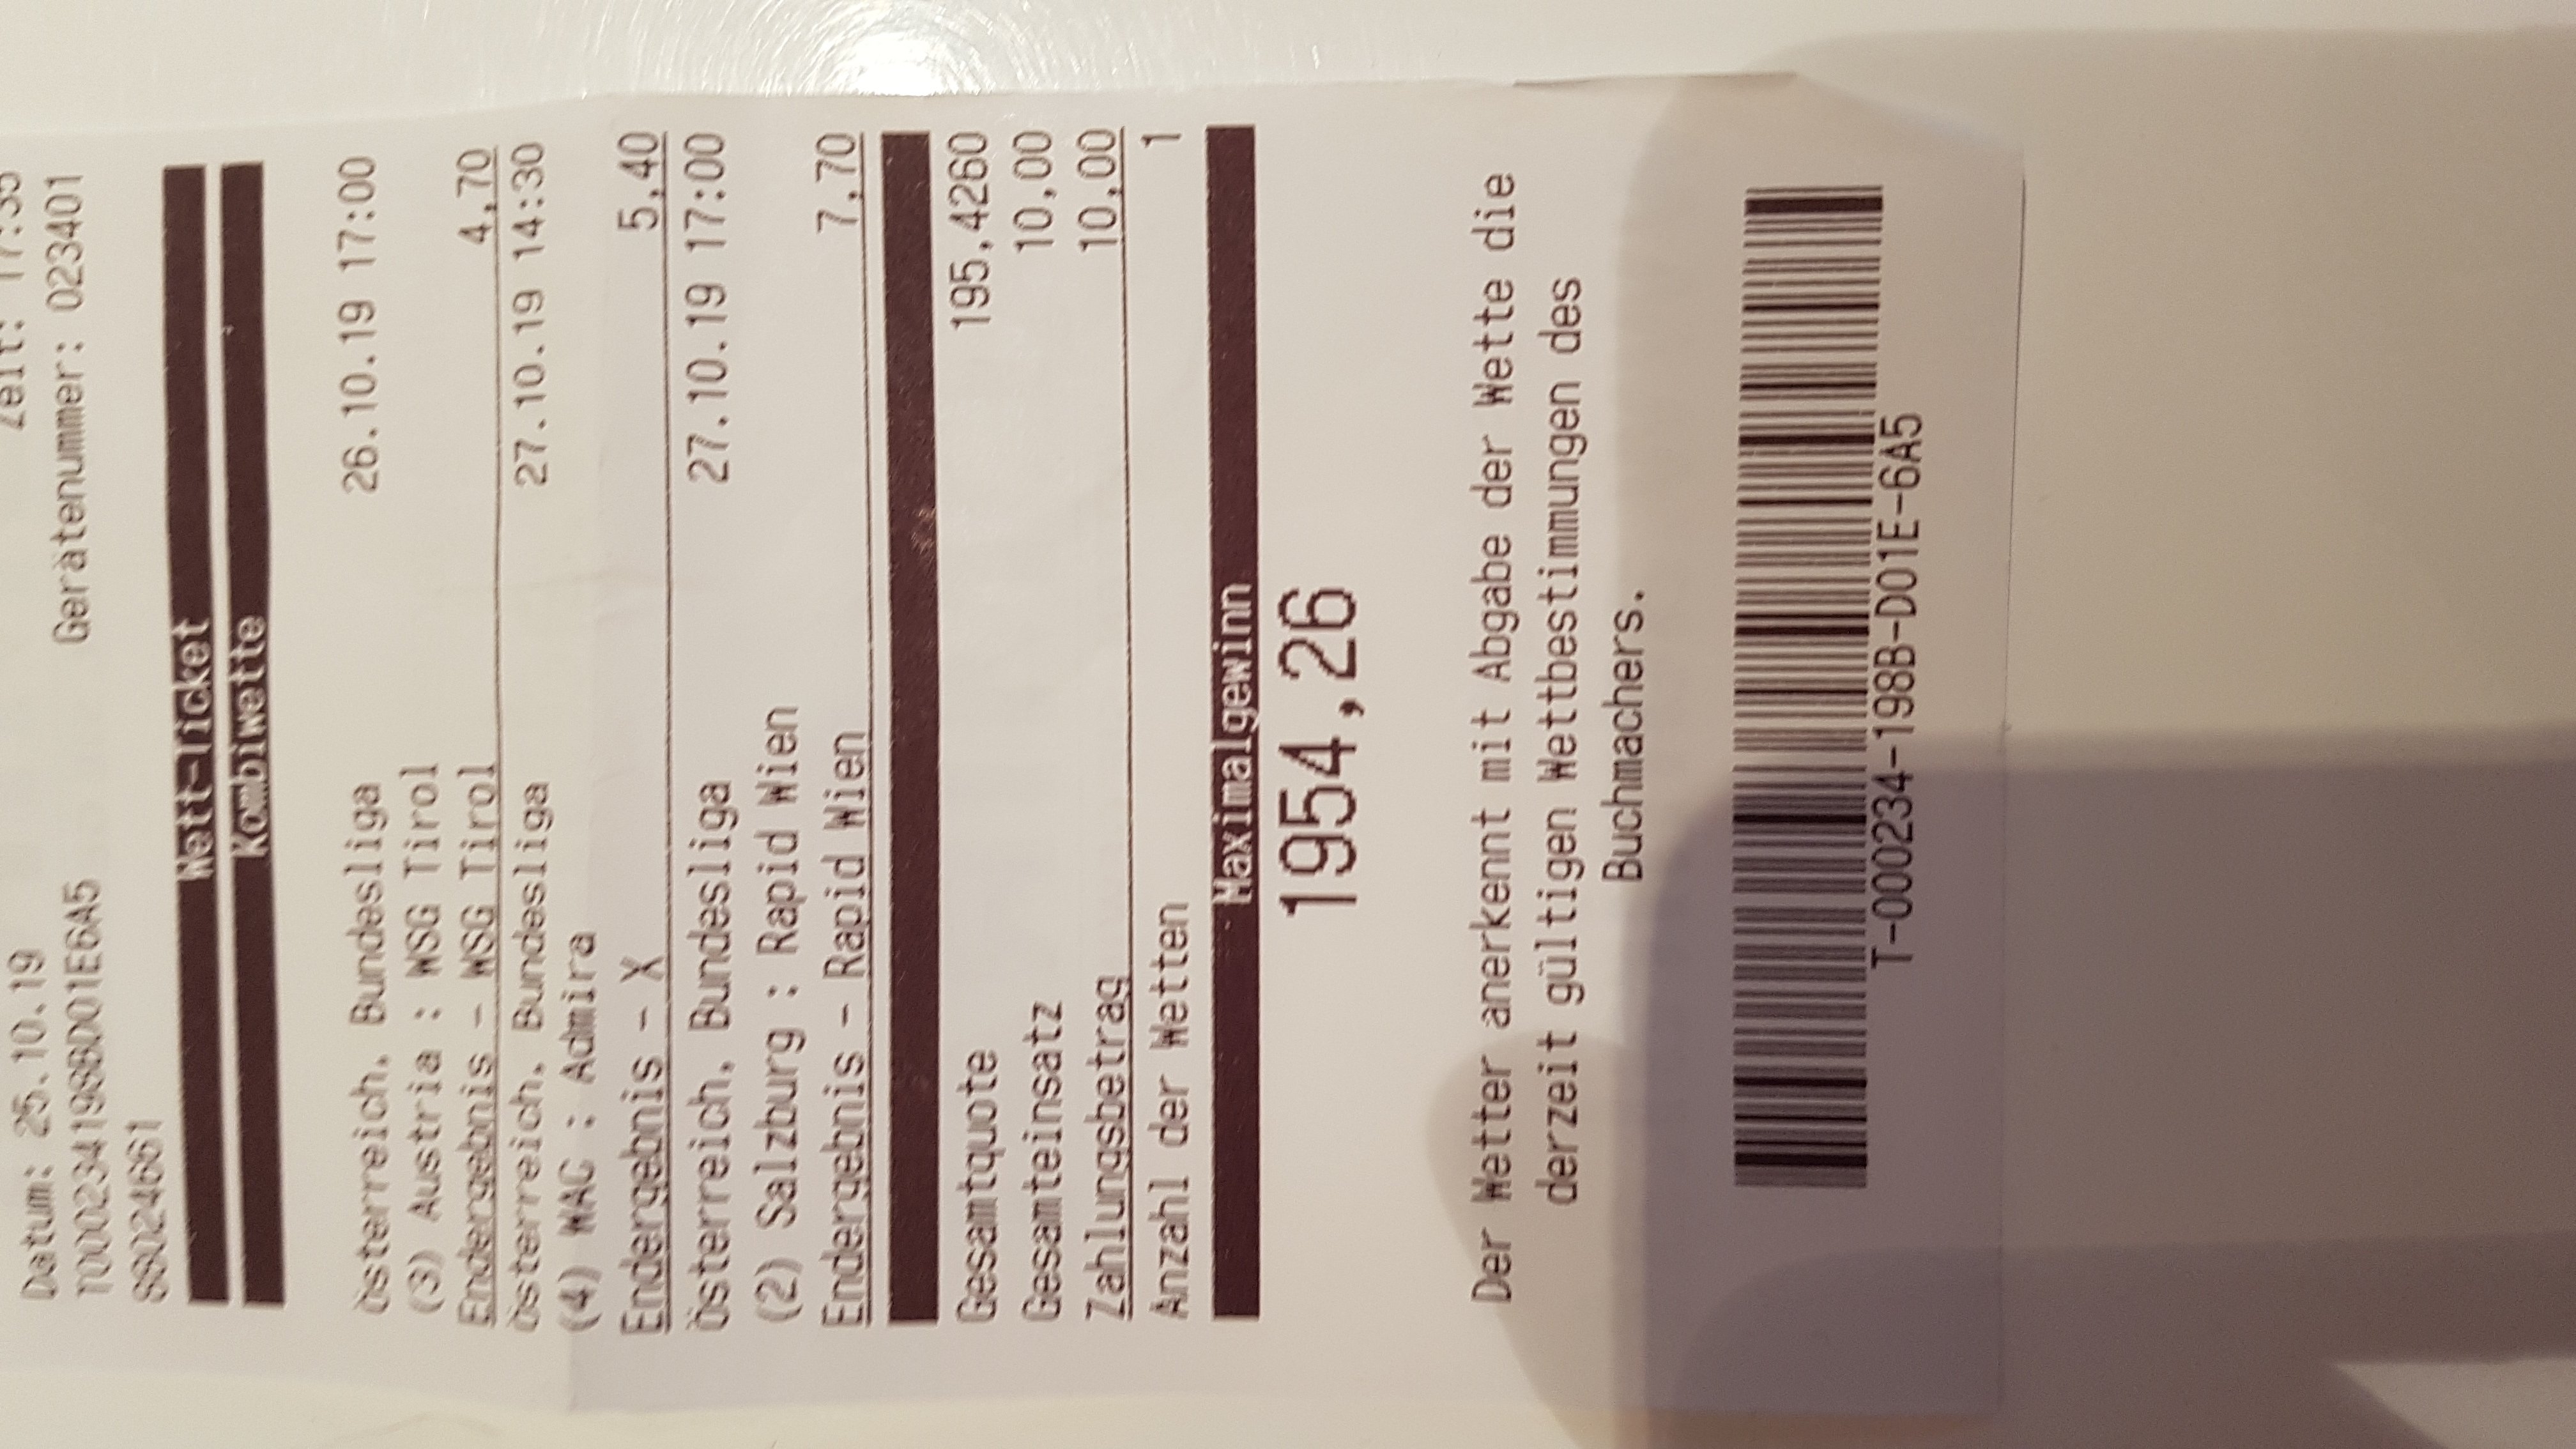 Datum: 25.10.19 Zeit: 17:35
T000234198BD01E6A5 Gerätenummer: 023401
S8024661
Wett-Ticket
Kombiwette
Österreich. Bundesliga 26.10.19 17:00
(3) Austria : WSG Tirol
Endergebnis - WSG Tirol 4,70
Österreich. Bundesliga 27.10.19 14:30
(4) WAC : Admira
Endergebnis - X 5,40
Österreich. Bundesliga 27.10.19 17:00
(2) Salzburg : Rapid Wien
Endergebnis - Rapid Wien 7,70
Gesamtquote 195,4260
Gesamteinsatz 10,00
Zahlungsbetrag 10,00
Anzahl der Wetten 1
Maximalgewinn
1954,26
Der Wetter anerkennt mit Abgabe der Wette die
derzeit gültigen Wettbestimmungen des
Buchmachers.
T-000234-198B-D01E-6A5